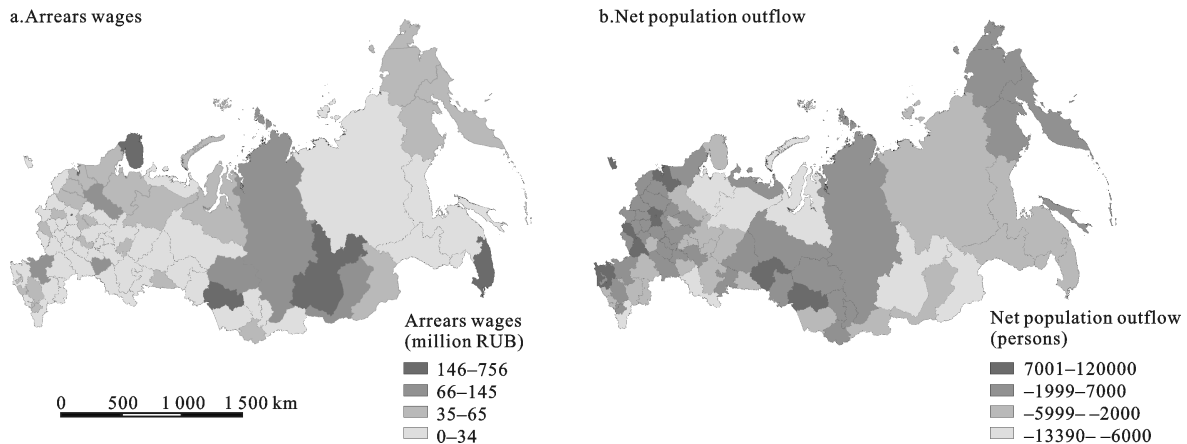 a.Arrears wages
b.Net population outflow
Arrears wages
(million RUB)
146–756
66–145
35–65
0–34
0 500 1 000 1 500 km
Net population outflow
(persons)
7001–120000
–1999–7000
–5999– –2000
–13390– –6000